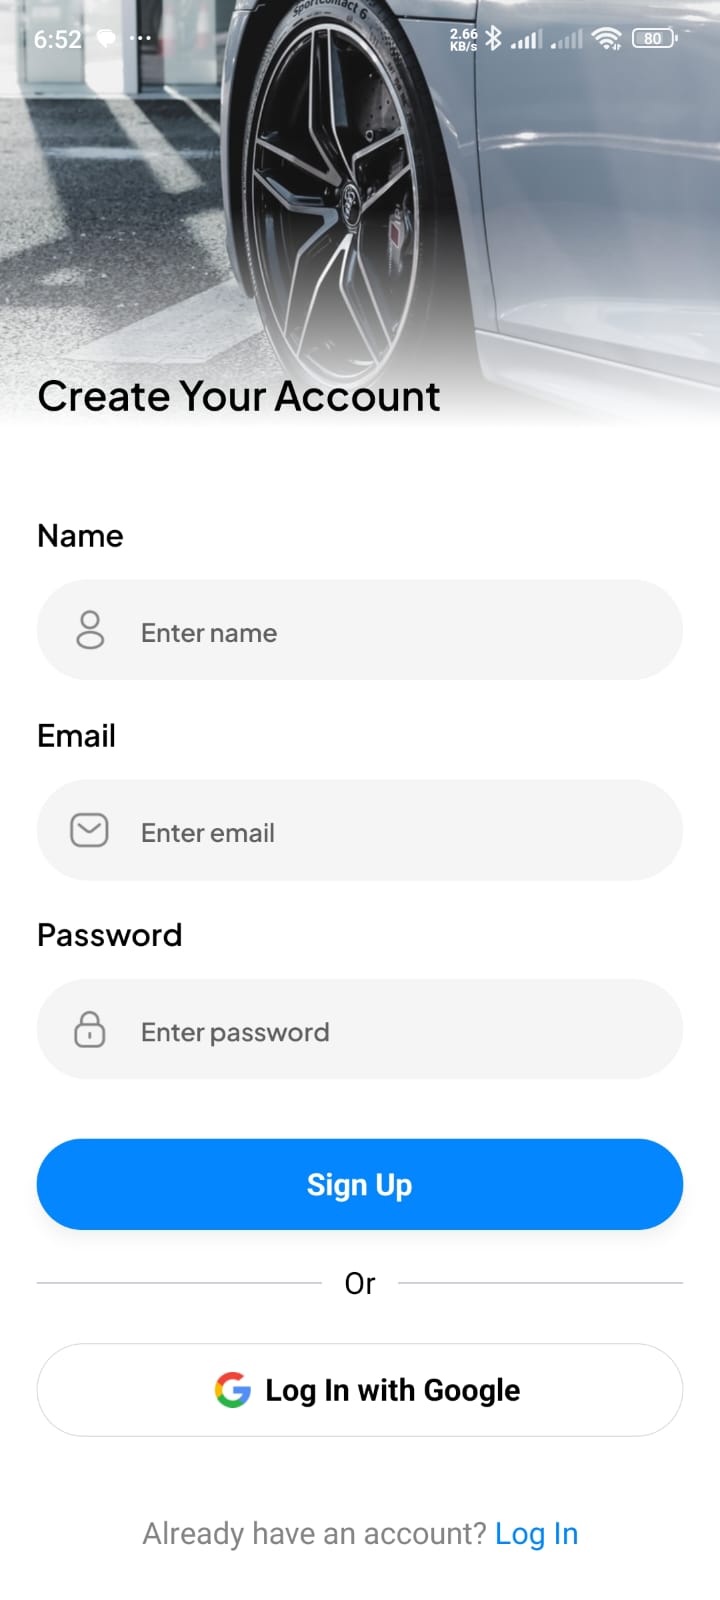 SportContact 6
6:52 ... 2.66 KB/s 80
Create Your Account
Name
Enter name
Email
Enter email
Password
Enter password
Sign Up
Or
Log In with Google
Already have an account? Log In